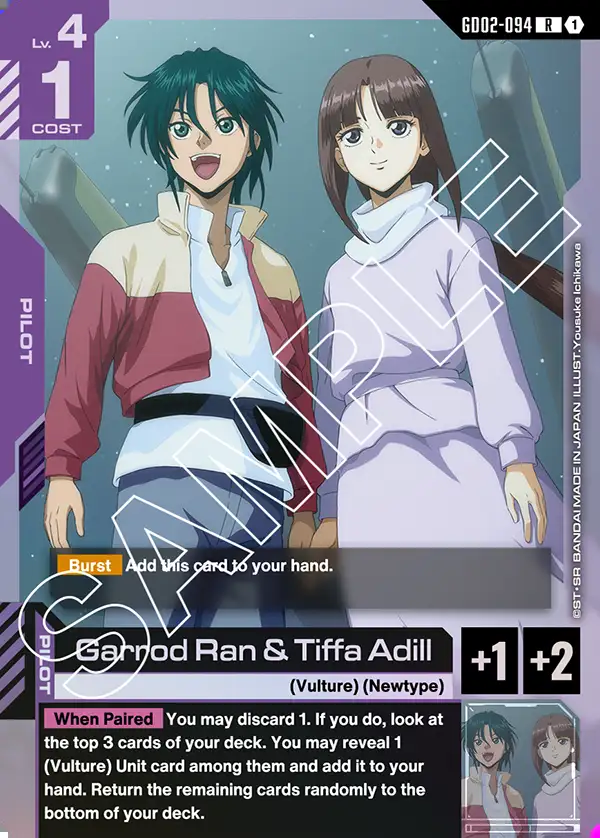 GD02-094 R 1
Lv. 4
1
COST
PILOT
SAMPLE
©ST・SR BANDAI MADE IN JAPAN ILLUST.Yousuke Ichikawa
Burst Add this card to your hand.
PILOT
Garrod Ran & Tiffa Adill
+1 +2
(Vulture) (Newtype)
When Paired You may discard 1. If you do, look at
the top 3 cards of your deck. You may reveal 1
(Vulture) Unit card among them and add it to your
hand. Return the remaining cards randomly to the
bottom of your deck.